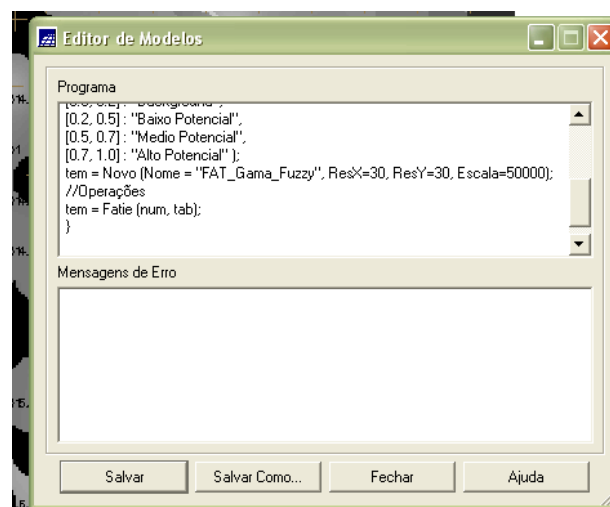 Editor de Modelos
Programa
[0.2, 0.5] : "Baixo Potencial",
[0.5, 0.7] : "Medio Potencial",
[0.7, 1.0] : "Alto Potencial" );
tem = Novo (Nome = "FAT_Gama_Fuzzy", ResX=30, ResY=30, Escala=50000);
//Operações
tem = Fatie (num, tab);
}
Mensagens de Erro
Salvar
Salvar Como...
Fechar
Ajuda